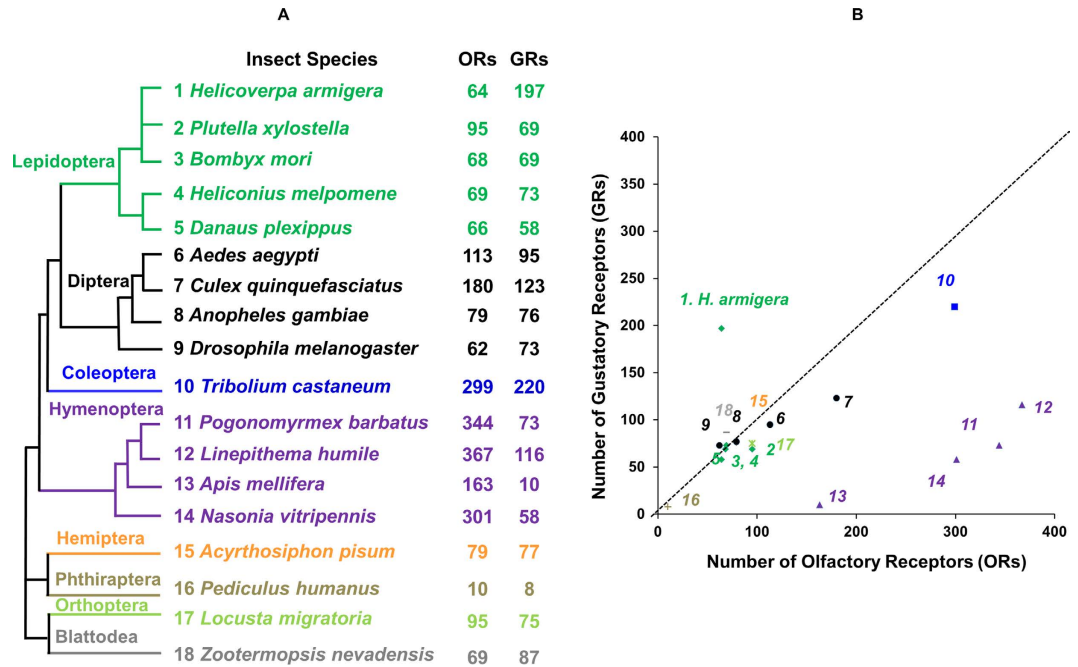 A
Insect Species ORs GRs
1 Helicoverpa armigera 64 197
2 Plutella xylostella 95 69
Lepidoptera
3 Bombyx mori 68 69
4 Heliconius melpomene 69 73
5 Danaus plexippus 66 58
6 Aedes aegypti 113 95
Diptera
7 Culex quinquefasciatus 180 123
8 Anopheles gambiae 79 76
9 Drosophila melanogaster 62 73
Coleoptera
10 Tribolium castaneum 299 220
Hymenoptera
11 Pogonomyrmex barbatus 344 73
12 Linepithema humile 367 116
13 Apis mellifera 163 10
14 Nasonia vitripennis 301 58
Hemiptera
15 Acyrthosiphon pisum 79 77
Phthiraptera
16 Pediculus humanus 10 8
Orthoptera
17 Locusta migratoria 95 75
Blattodea
18 Zootermopsis nevadensis 69 87
B
Number of Gustatory Receptors (GRs)
400
350
300
250
200
150
100
50
0
10
1. H. armigera
15
18 8
9
6
7
12
11
17
2
5
3, 4
14
16
13
0 100 200 300 400
Number of Olfactory Receptors (ORs)